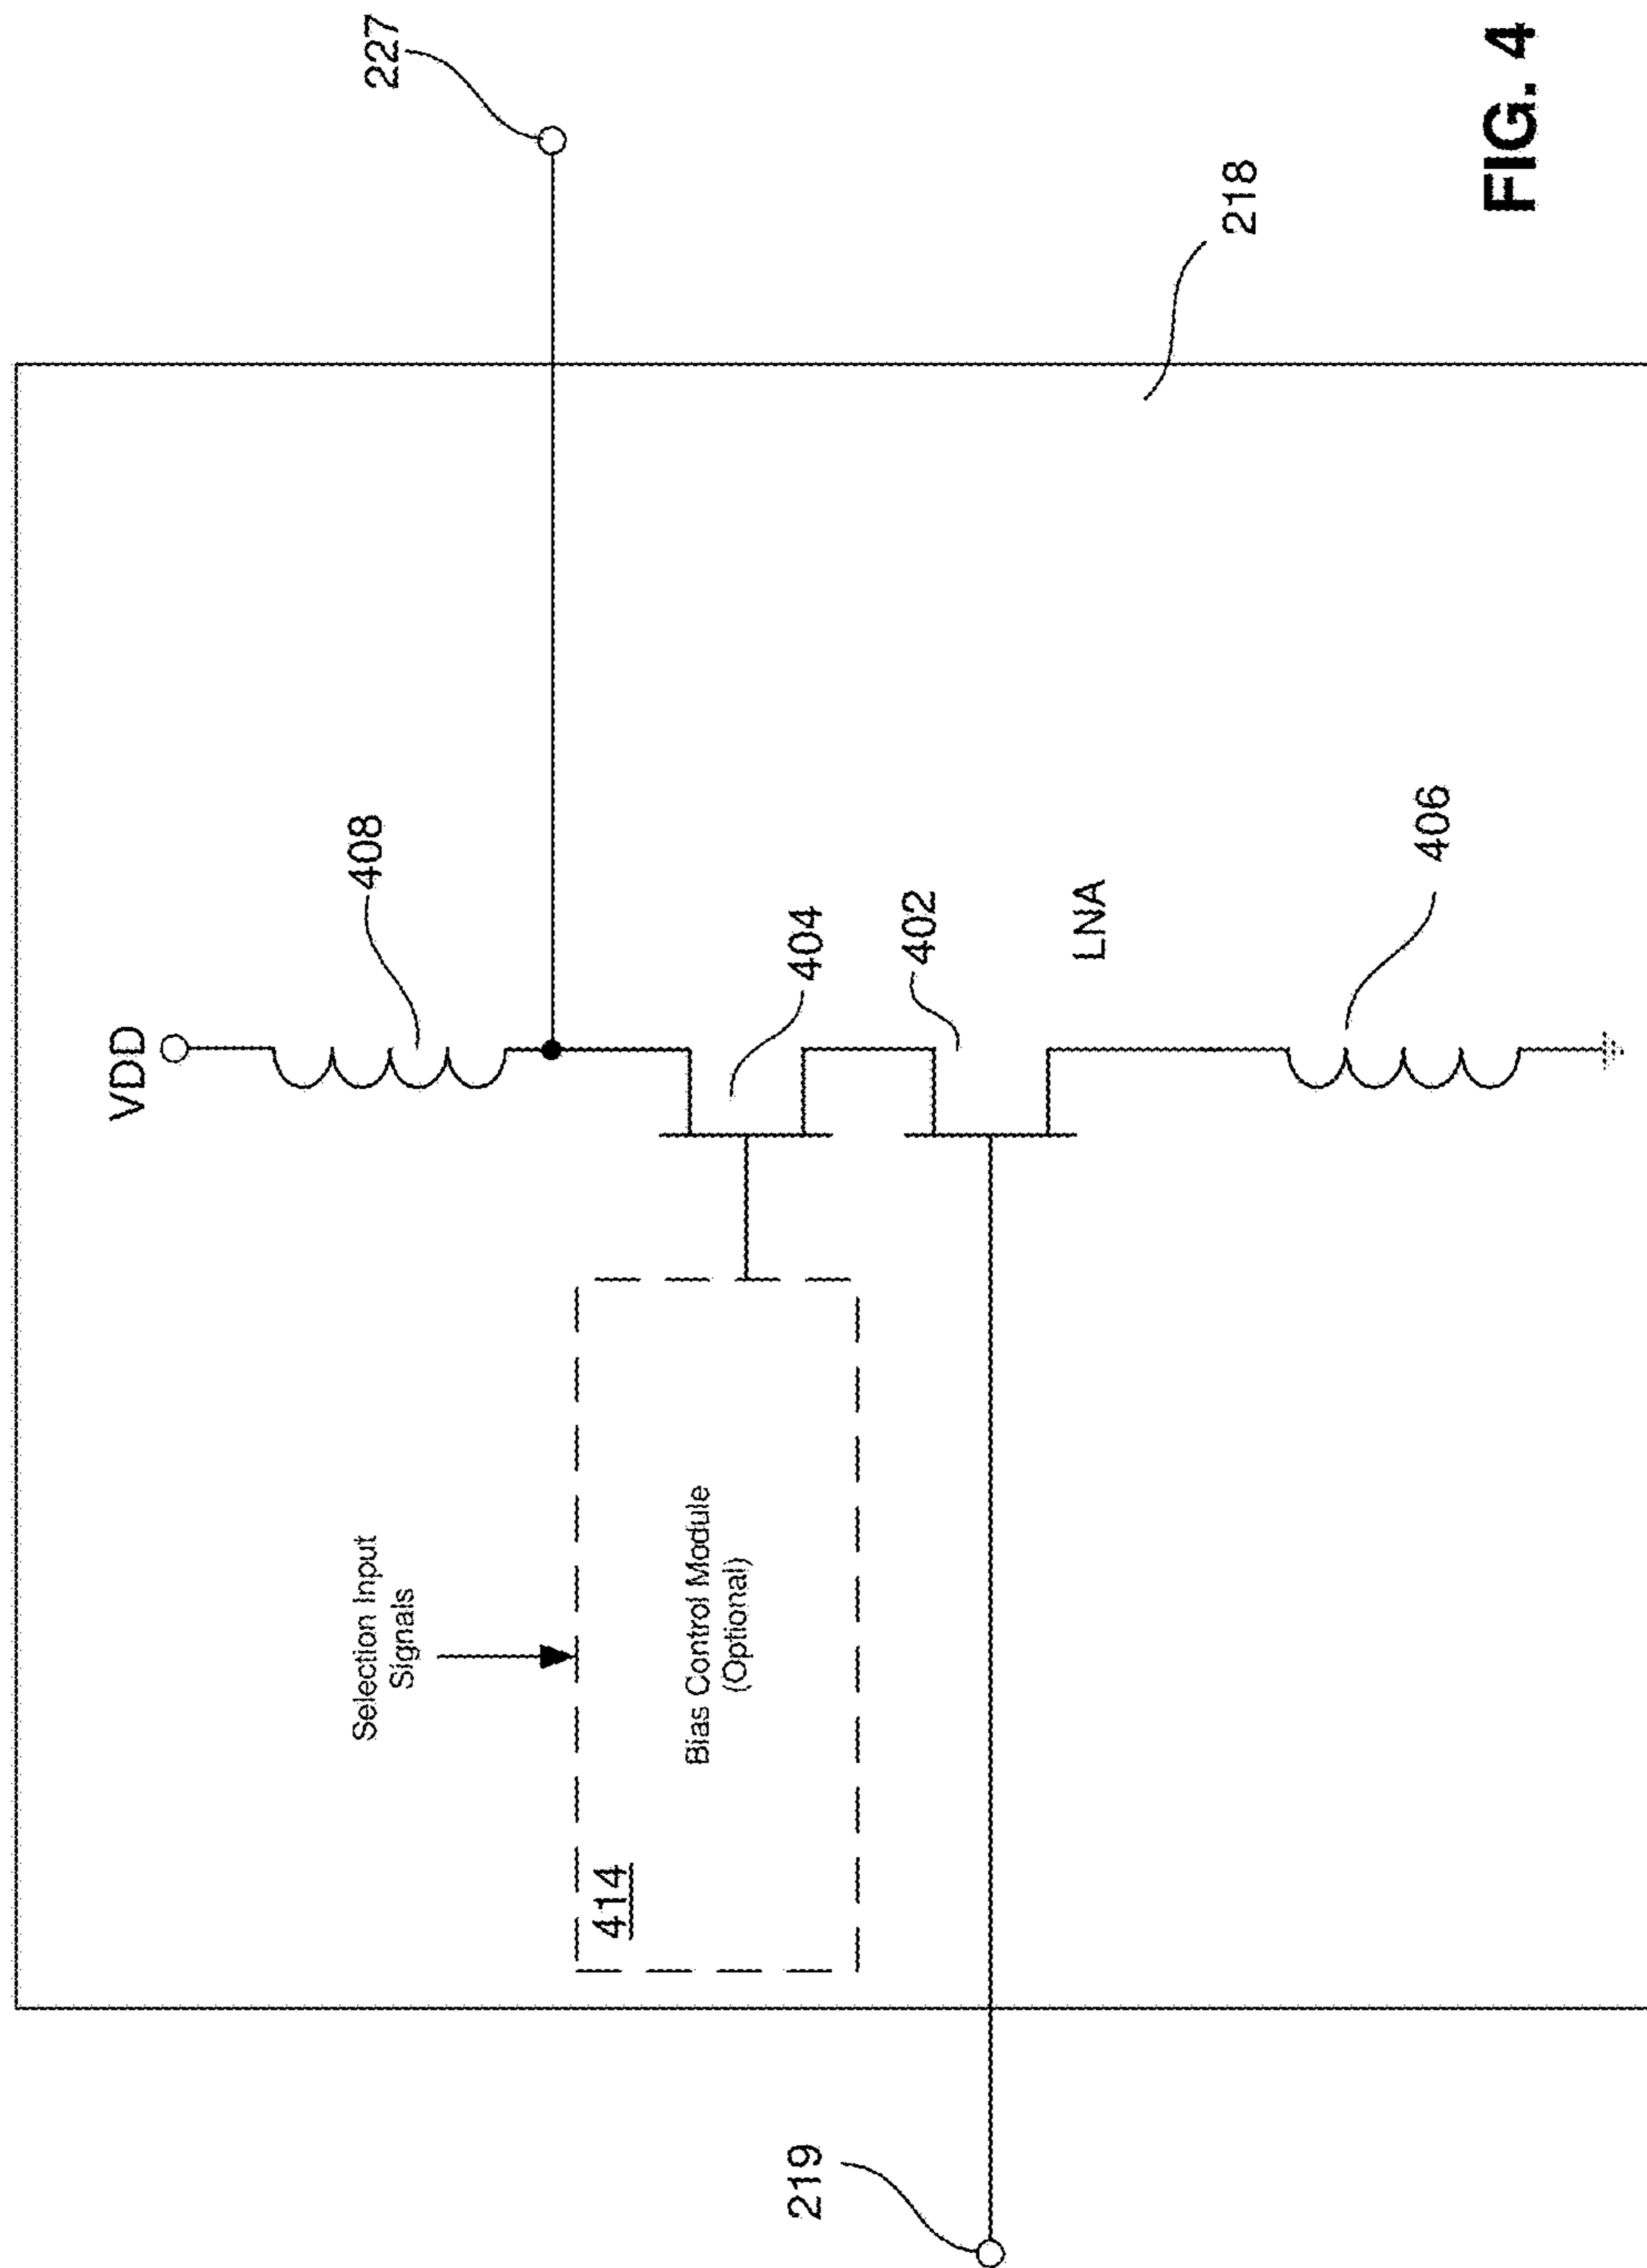 VDD
408
227
Selection Input
Signals
404
414
Bias Control Module
(Optional)
402
219
LNA
218
406
FIG. 4